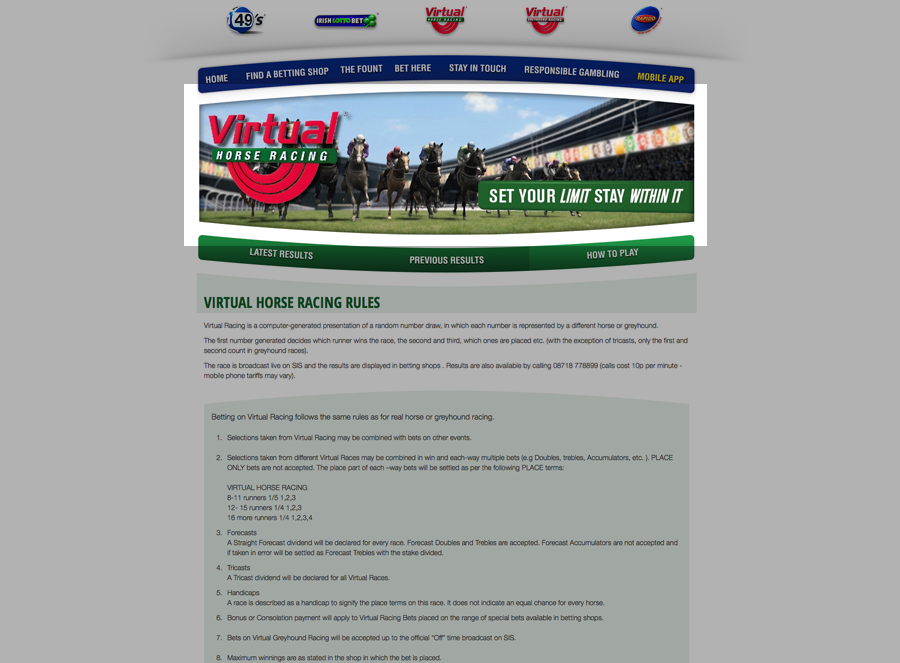 49's
IRISH LOTTO BET
Virtual
HORSE RACING
Virtual
GREYHOUND RACING
RAPIDO
HOME
FIND A BETTING SHOP
THE FOUNT
BET HERE
STAY IN TOUCH
RESPONSIBLE GAMBLING
MOBILE APP
Virtual
HORSE RACING
SET YOUR LIMIT STAY WITHIN IT
LATEST RESULTS
PREVIOUS RESULTS
HOW TO PLAY
VIRTUAL HORSE RACING RULES
Virtual Racing is a computer-generated presentation of a random number draw, in which each number is represented by a different horse or greyhound.
The first number generated decides which runner wins the race, the second and third, which ones are placed etc. (with the exception of tricasts, only the first and
second count in greyhound races).
The race is broadcast live on SIS and the results are displayed in betting shops . Results are also available by calling 08718 778899 (calls cost 10p per minute -
mobile phone tariffs may vary).
Betting on Virtual Racing follows the same rules as for real horse or greyhound racing.
1. Selections taken from Virtual Racing may be combined with bets on other events.
2. Selections taken from different Virtual Races may be combined in win and each-way multiple bets (e.g Doubles, trebles, Accumulators, etc. ). PLACE
ONLY bets are not accepted. The place part of each –way bets will be settled as per the following PLACE terms:
VIRTUAL HORSE RACING
8-11 runners 1/5 1,2,3
12- 15 runners 1/4 1,2,3
16 more runners 1/4 1,2,3,4
3. Forecasts
A Straight Forecast dividend will be declared for every race. Forecast Doubles and Trebles are accepted. Forecast Accumulators are not accepted and
if taken in error will be settled as Forecast Trebles with the stake divided.
4. Tricasts
A Tricast dividend will be declared for all Virtual Races.
5. Handicaps
A race is described as a handicap to signify the place terms on this race. It does not indicate an equal chance for every horse.
6. Bonus or Consolation payment will apply to Virtual Racing Bets placed on the range of special bets available in betting shops.
7. Bets on Virtual Greyhound Racing will be accepted up to the official "Off" time broadcast on SIS.
8. Maximum winnings are as stated in the shop in which the bet is placed.